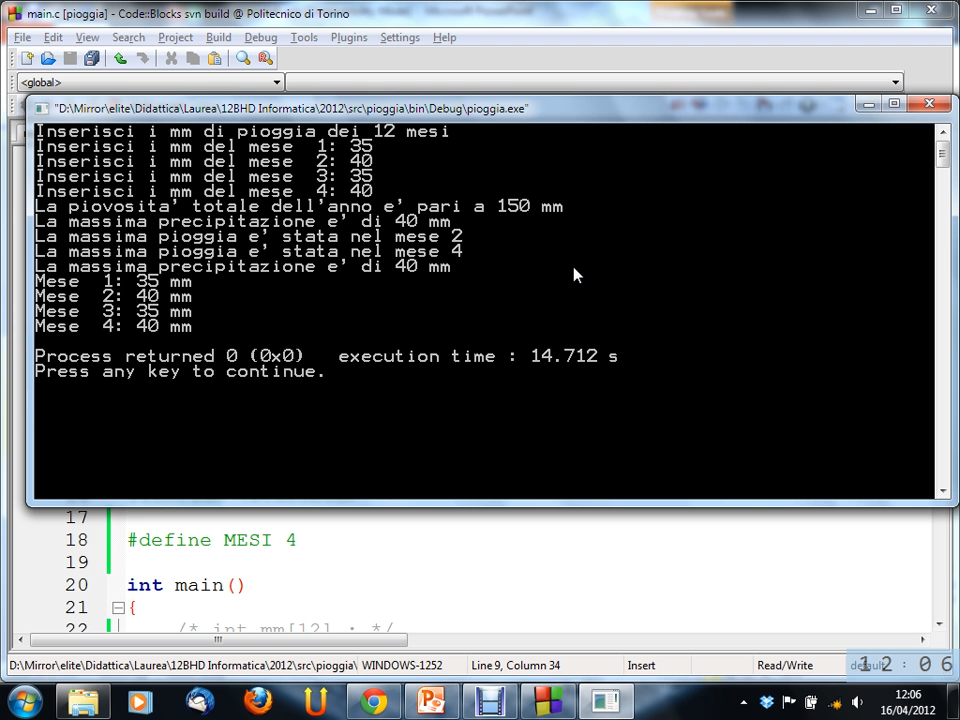 main.c [pioggia] - Code::Blocks svn build @ Politecnico di Torino
File Edit View Search Project Build Debug Tools Plugins Settings Help
<global>
"D:\Mirror\elite\Didattica\Laurea\12BHD Informatica\2012\src\pioggia\bin\Debug\pioggia.exe"
Inserisci i mm di pioggia dei 12 mesi
Inserisci i mm del mese  1: 35
Inserisci i mm del mese  2: 40
Inserisci i mm del mese  3: 35
Inserisci i mm del mese  4: 40
La piovosita' totale dell'anno e' pari a 150 mm
La massima precipitazione e' di 40 mm
La massima pioggia e' stata nel mese 2
La massima pioggia e' stata nel mese 4
La massima precipitazione e' di 40 mm
Mese  1: 35 mm
Mese  2: 40 mm
Mese  3: 35 mm
Mese  4: 40 mm
Process returned 0 (0x0)   execution time : 14.712 s
Press any key to continue.
17
18 #define MESI 4
19
20 int main()
21 {
22 /* int mm[12] ; */
D:\Mirror\elite\Didattica\Laurea\12BHD Informatica\2012\src\pioggia\ WINDOWS-1252 Line 9, Column 34 Insert Read/Write default
12:06
12:06
16/04/2012